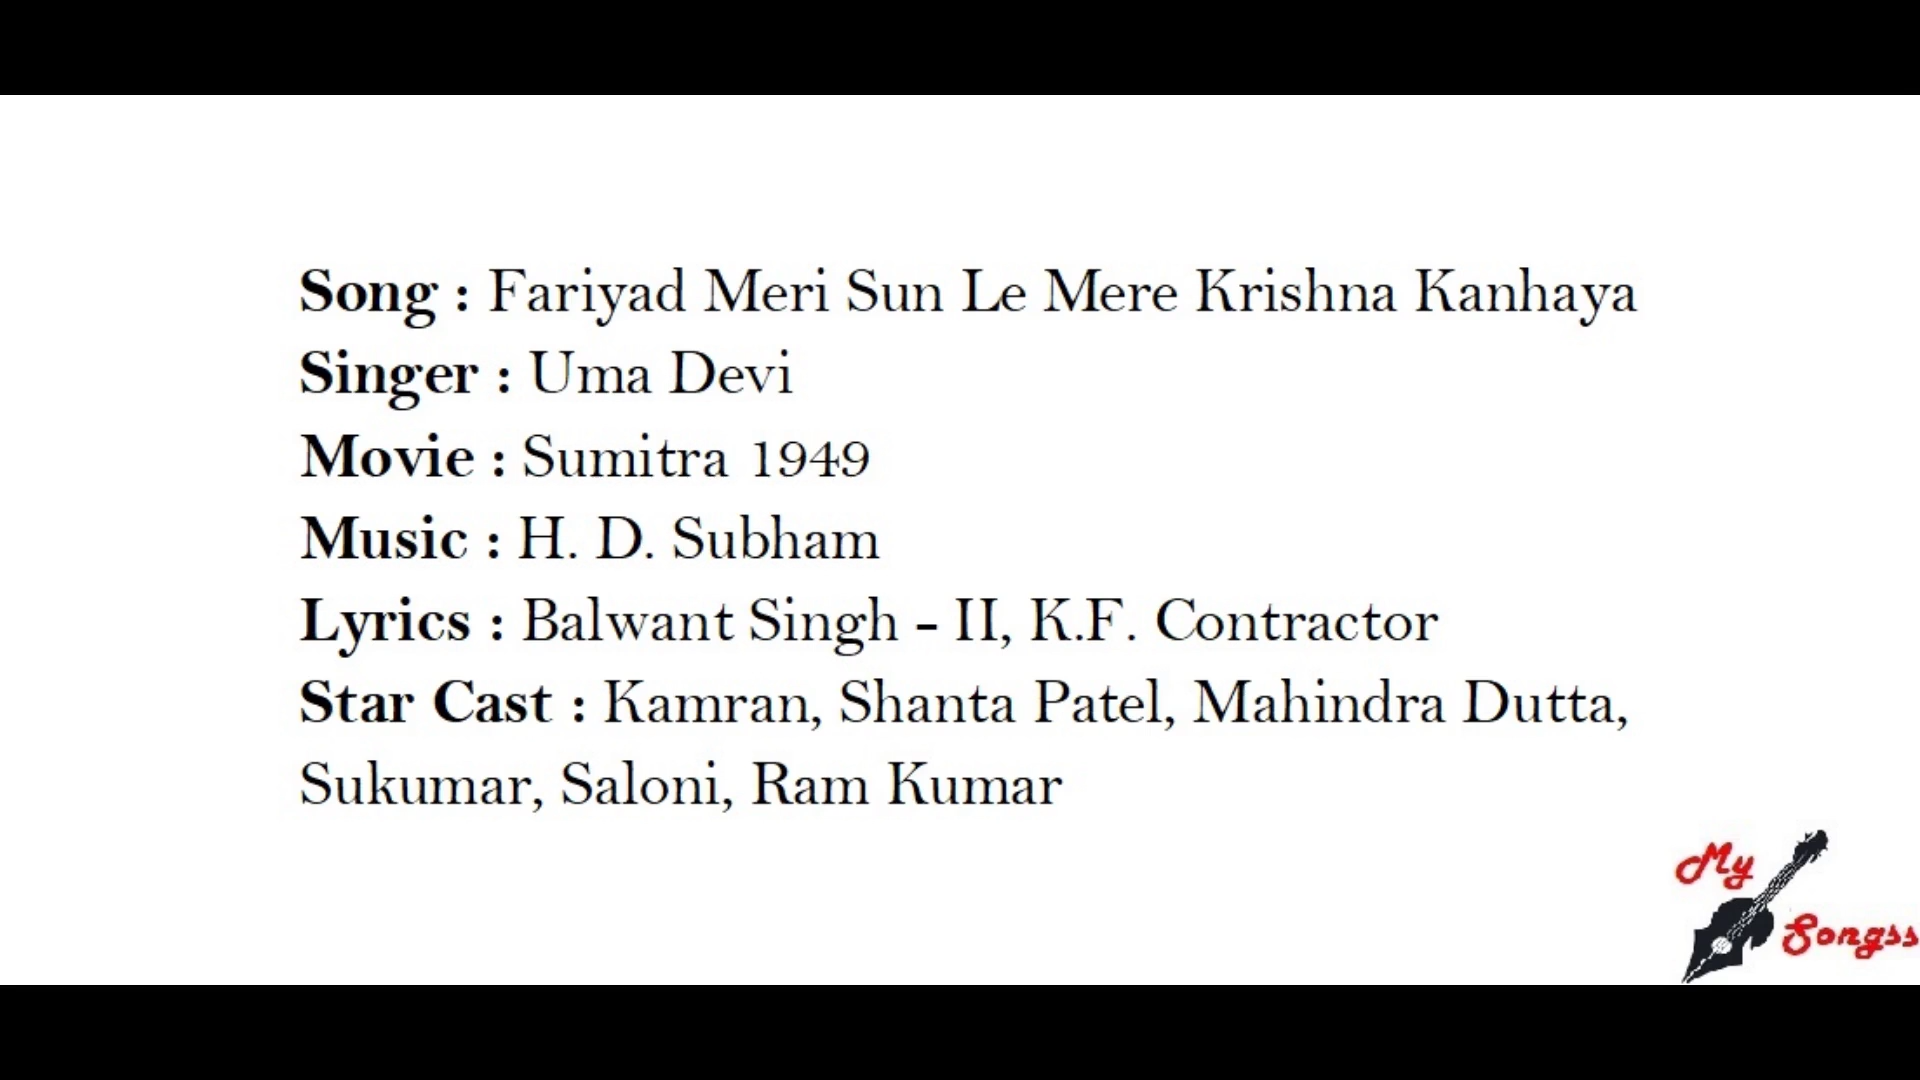 Song : Fariyad Meri Sun Le Mere Krishna Kanhaya
Singer : Uma Devi
Movie : Sumitra 1949
Music : H. D. Subham
Lyrics : Balwant Singh - II, K.F. Contractor
Star Cast : Kamran, Shanta Patel, Mahindra Dutta,
Sukumar, Saloni, Ram Kumar
My
Songss